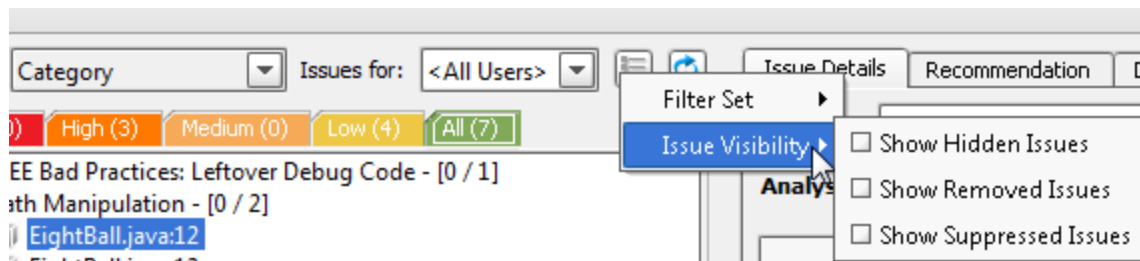 Category
Issues for:
<All Users>
Issue Details
Recommendation
Filter Set
Issue Visibility
Show Hidden Issues
Show Removed Issues
Show Suppressed Issues
High (3)
Medium (0)
Low (4)
All (7)
EE Bad Practices: Leftover Debug Code - [0 / 1]
ath Manipulation - [0 / 2]
EightBall.java:12
Analys